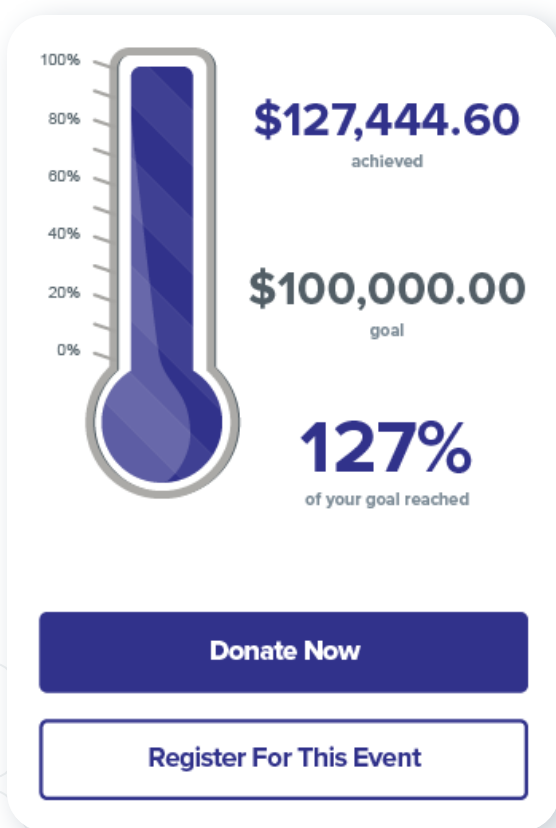 100%
80%
60%
40%
20%
0%
$127,444.60
achieved
$100,000.00
goal
127%
of your goal reached
Donate Now
Register For This Event